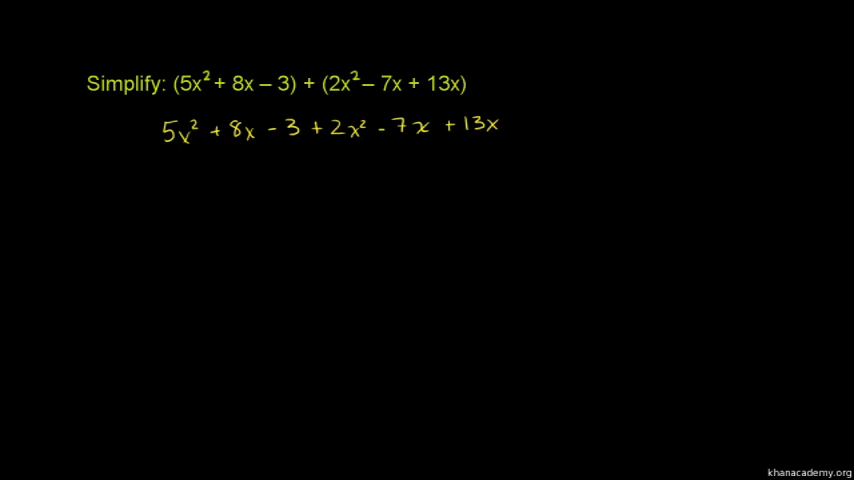 Simplify: (5x² + 8x – 3) + (2x² – 7x + 13x)
5x² + 8x - 3 + 2x² - 7x + 13x
khanacademy.org